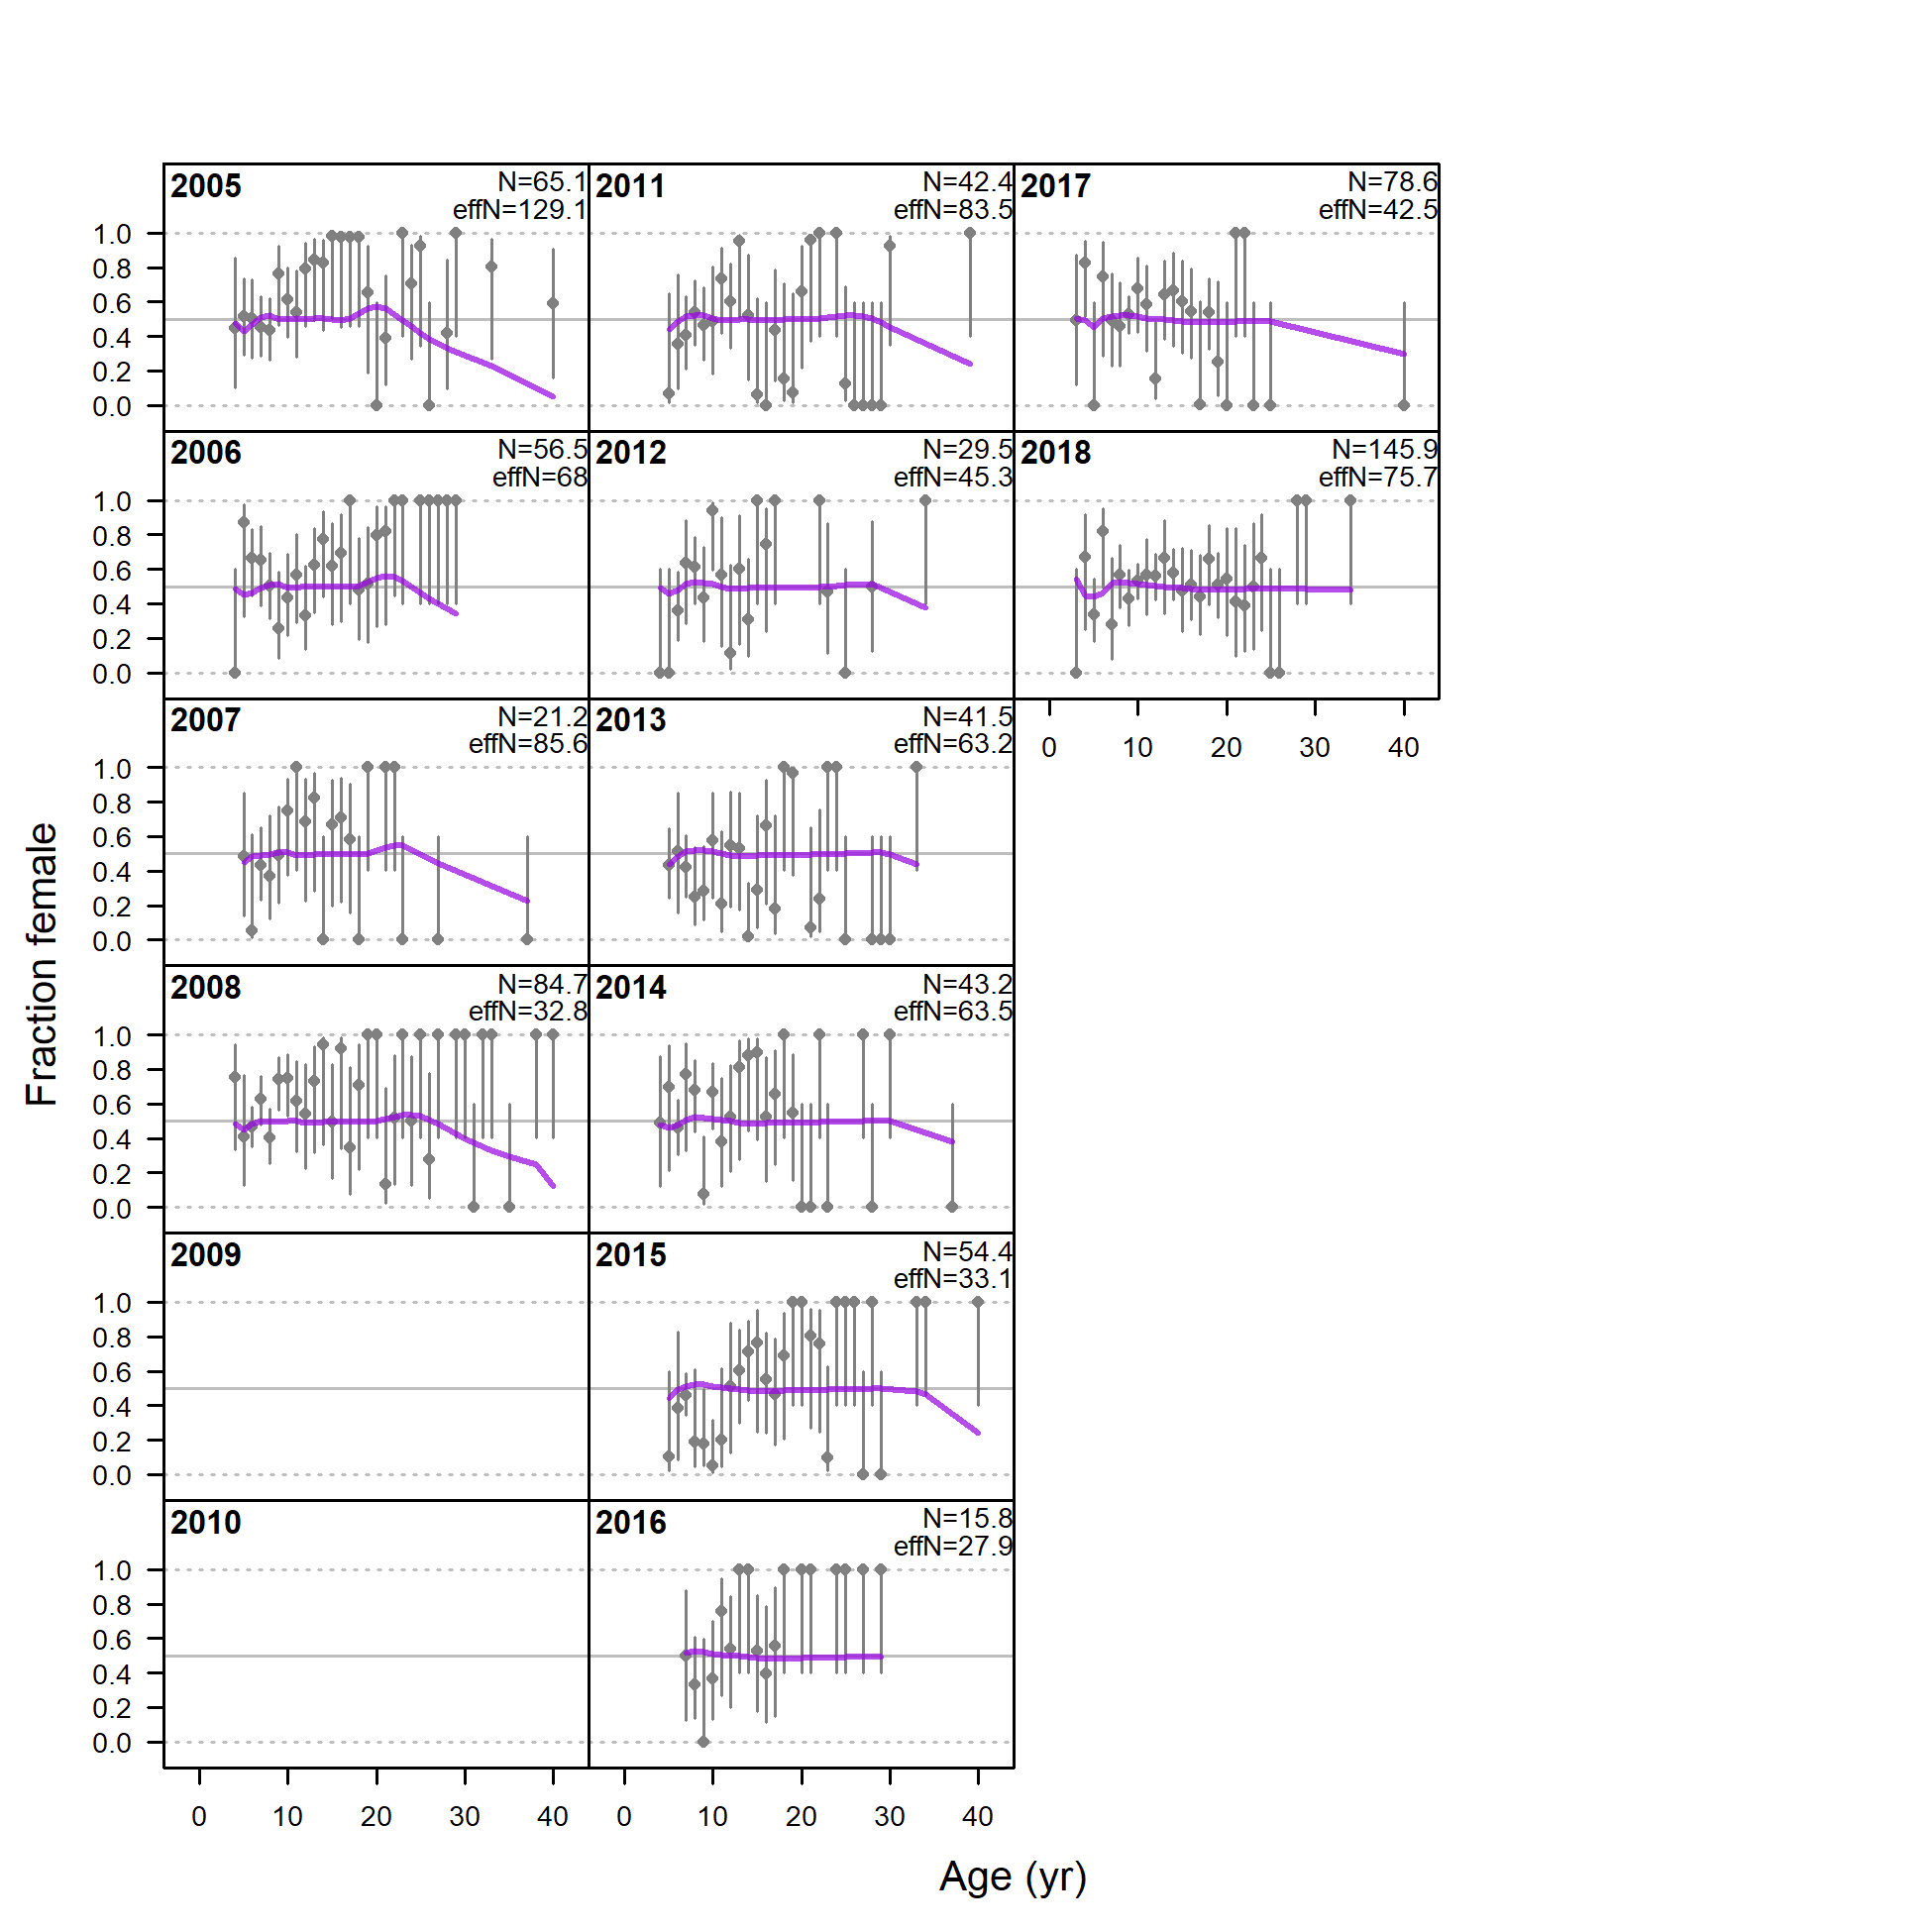 2005
N=65.1
effN=129.1
2011
N=42.4
effN=83.5
2017
N=78.6
effN=42.5
1.0
0.8
0.6
0.4
0.2
0.0
2006
N=56.5
effN=68
2012
N=29.5
effN=45.3
2018
N=145.9
effN=75.7
1.0
0.8
0.6
0.4
0.2
0.0
2007
N=21.2
effN=85.6
2013
N=41.5
effN=63.2
0 10 20 30 40
1.0
0.8
0.6
0.4
0.2
0.0
2008
N=84.7
effN=32.8
2014
N=43.2
effN=63.5
1.0
0.8
0.6
0.4
0.2
0.0
2009
2015
N=54.4
effN=33.1
1.0
0.8
0.6
0.4
0.2
0.0
2010
2016
N=15.8
effN=27.9
1.0
0.8
0.6
0.4
0.2
0.0
0 10 20 30 40
0 10 20 30 40
Fraction female
Age (yr)